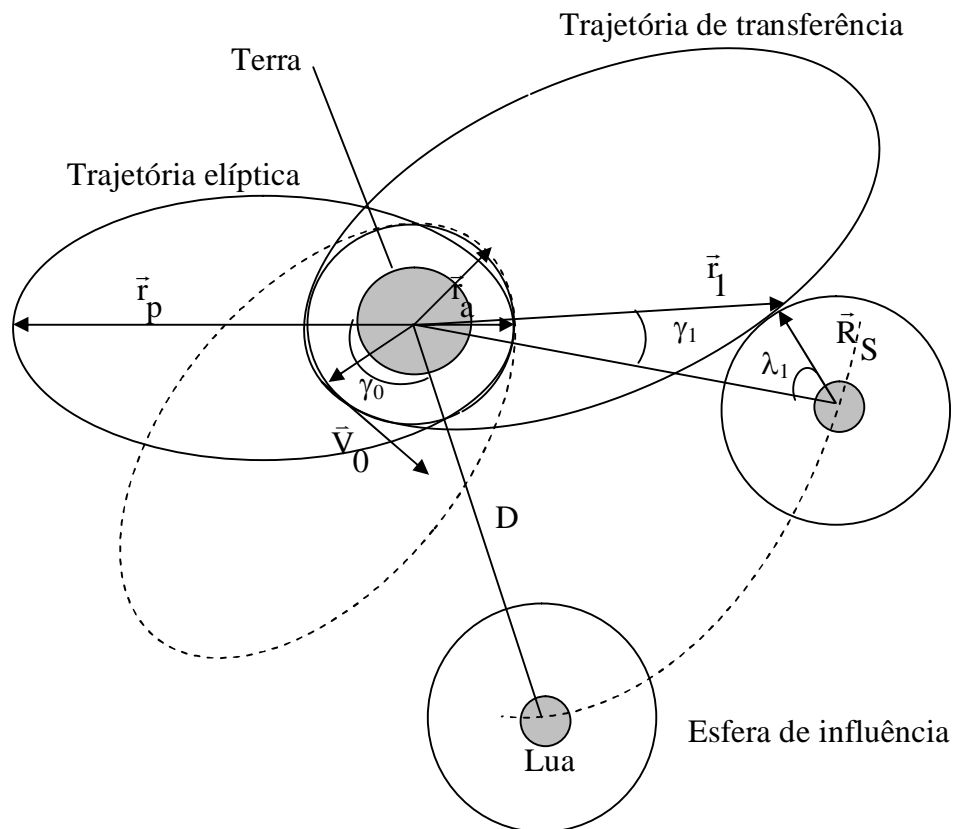 Trajetória de transferência
Terra
Trajetória elíptica
r⃗p
r⃗a
r⃗1
γ1
R⃗S
λ1
γ0
V⃗0
D
Esfera de influência
Lua